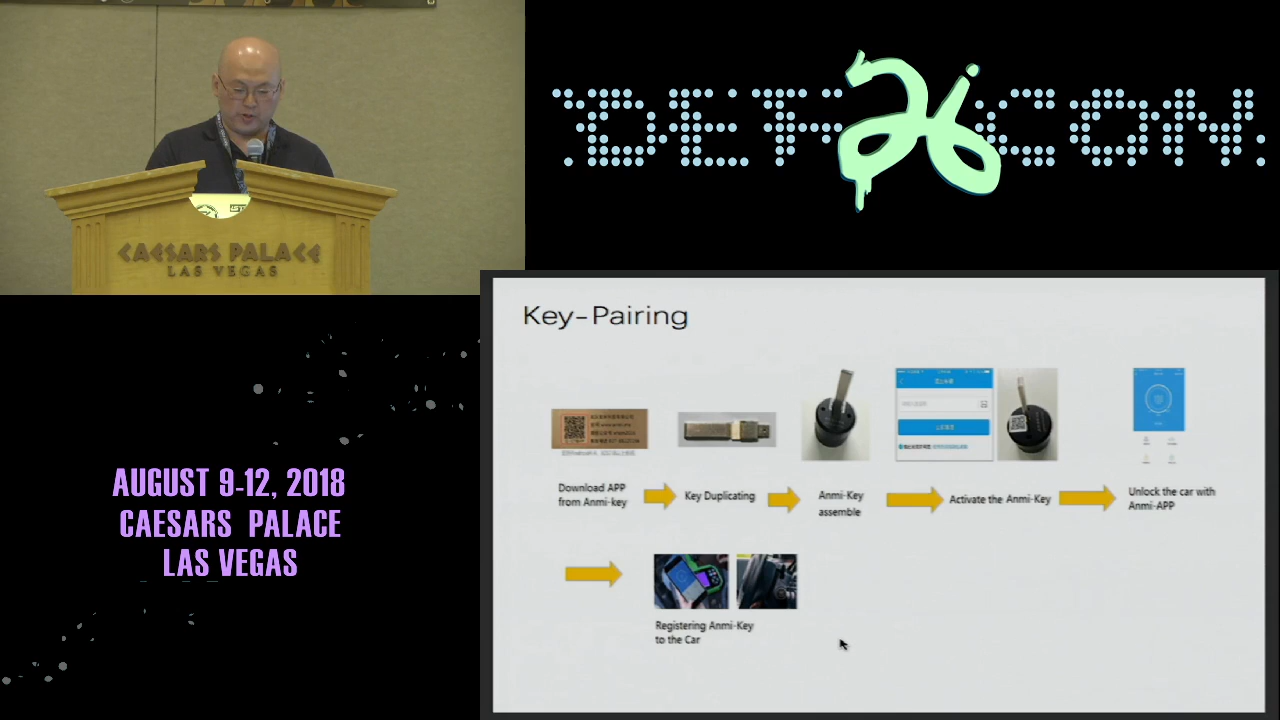 DEF CON
26
CAESARS PALACE
LAS VEGAS
AUGUST 9-12, 2018
CAESARS PALACE
LAS VEGAS
Key-Pairing
Download APP
from Anmi-key
Key Duplicating
Anmi-Key
assemble
Activate the Anmi-Key
Unlock the car with
Anmi-APP
Registering Anmi-Key
to the Car